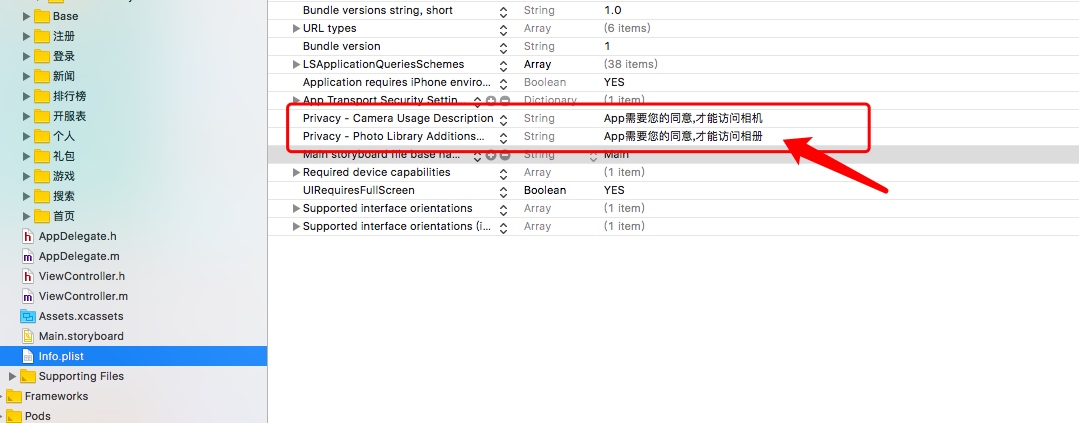 Base
注册
登录
新闻
排行榜
开服表
个人
礼包
游戏
搜索
首页
h AppDelegate.h
m AppDelegate.m
h ViewController.h
m ViewController.m
Assets.xcassets
Main.storyboard
Info.plist
Supporting Files
Frameworks
Pods
Bundle versions string, short String 1.0
URL types Array (6 items)
Bundle version String 1
LSApplicationQueriesSchemes Array (38 items)
Application requires iPhone enviro... Boolean YES
App Transport Security Settin... Dictionary (1 item)
Privacy - Camera Usage Description String App需要您的同意,才能访问相机
Privacy - Photo Library Additions... String App需要您的同意,才能访问相册
Main storyboard file base na... String Main
Required device capabilities Array (1 item)
UIRequiresFullScreen Boolean YES
Supported interface orientations Array (1 item)
Supported interface orientations (i... Array (1 item)